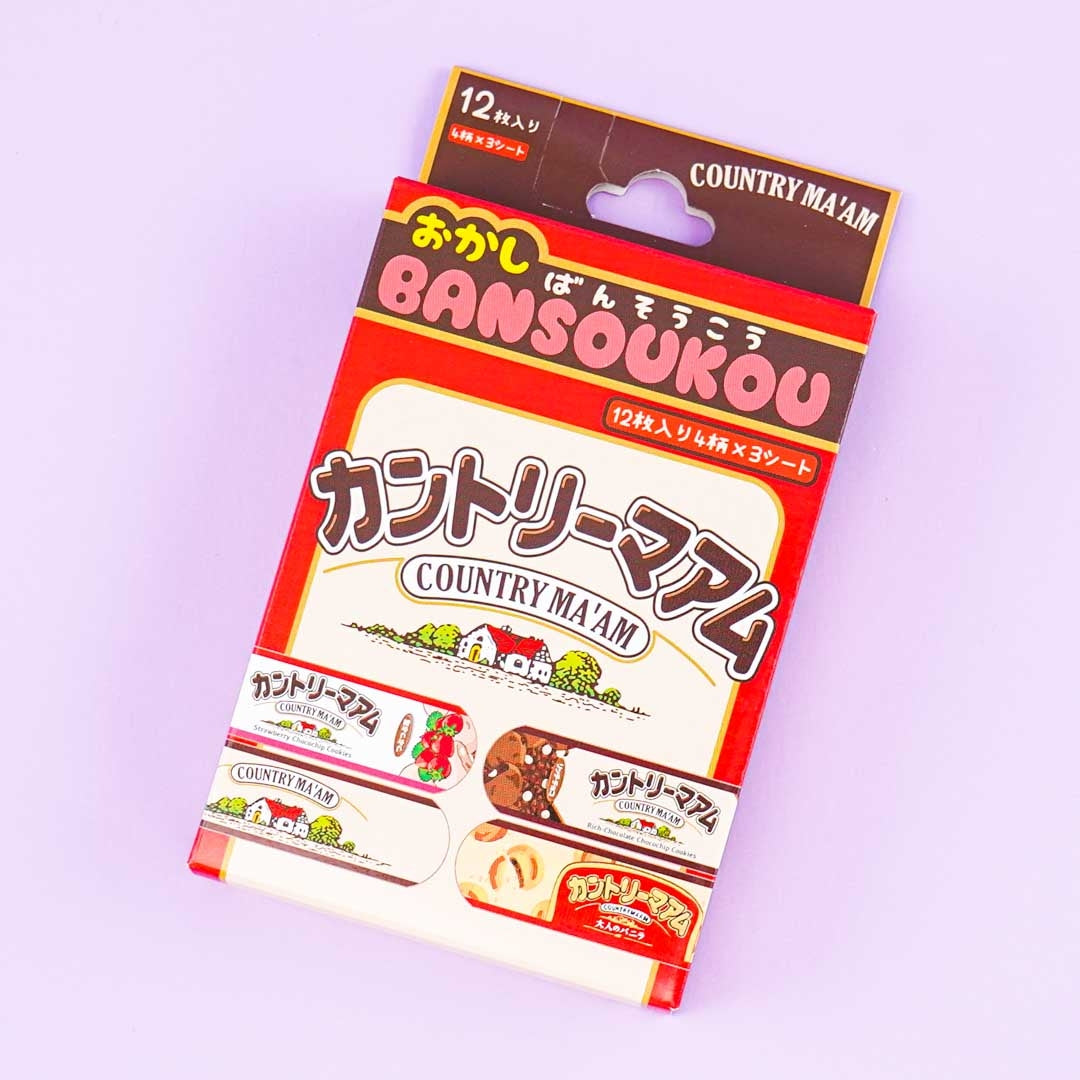 12枚入り
4柄×3シート
COUNTRY MA'AM
おかし
ばんそうこう
BANSOUKOU
12枚入り4柄×3シート
カントリーマアム
COUNTRY MA'AM
カントリーマアム
COUNTRY MA'AM
Strawberry Chocochip Cookies
カントリーマアム
COUNTRY MA'AM
Rich Chocolate Chocochip Cookies
COUNTRY MA'AM
カントリーマアム
COUNTRY MA'AM
大人のバニラ